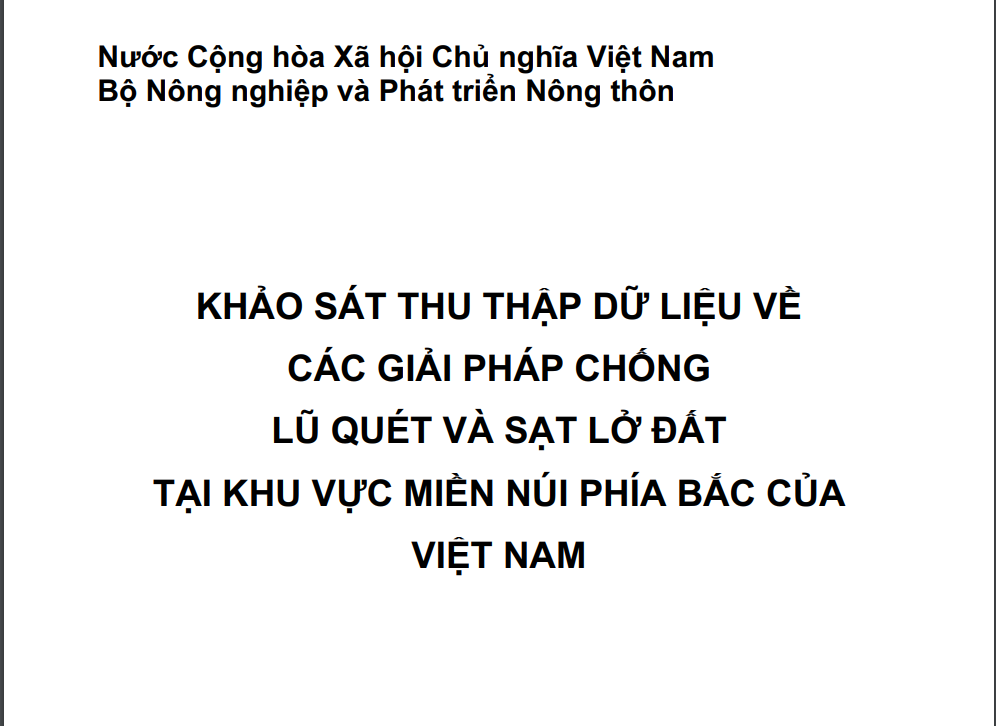 Nước Cộng hòa Xã hội Chủ nghĩa Việt Nam
Bộ Nông nghiệp và Phát triển Nông thôn
KHẢO SÁT THU THẬP DỮ LIỆU VỀ
CÁC GIẢI PHÁP CHỐNG
LŨ QUÉT VÀ SẠT LỞ ĐẤT
TẠI KHU VỰC MIỀN NÚI PHÍA BẮC CỦA
VIỆT NAM